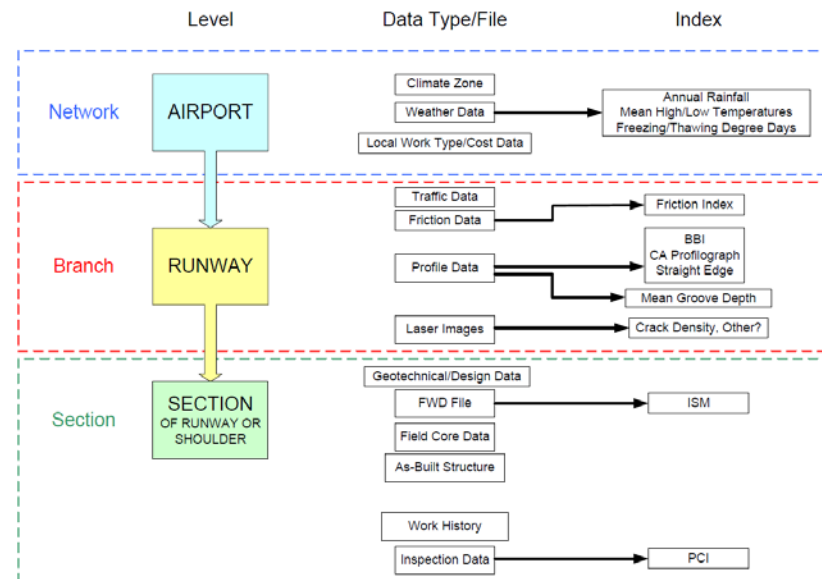 Level Data Type/File Index
Network
AIRPORT
Climate Zone
Weather Data
Local Work Type/Cost Data
Annual Rainfall
Mean High/Low Temperatures
Freezing/Thawing Degree Days
Branch
RUNWAY
Traffic Data
Friction Data
Friction Index
Profile Data
BBI
CA Profilograph
Straight Edge
Mean Groove Depth
Laser Images
Crack Density, Other?
Section
SECTION
OF RUNWAY OR
SHOULDER
Geotechnical/Design Data
FWD File
ISM
Field Core Data
As-Built Structure
Work History
Inspection Data
PCI